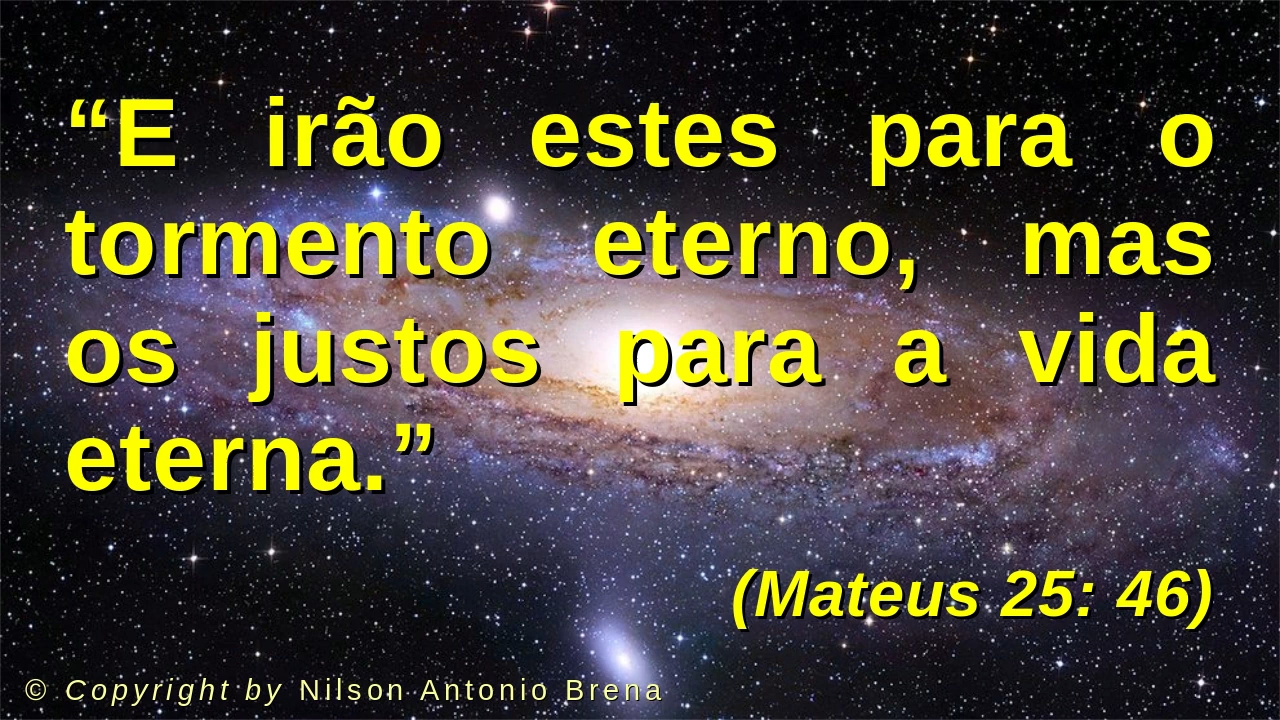 “E irão estes para o
tormento eterno, mas
os justos para a vida
eterna.”
(Mateus 25: 46)
© Copyright by Nilson Antonio Brena